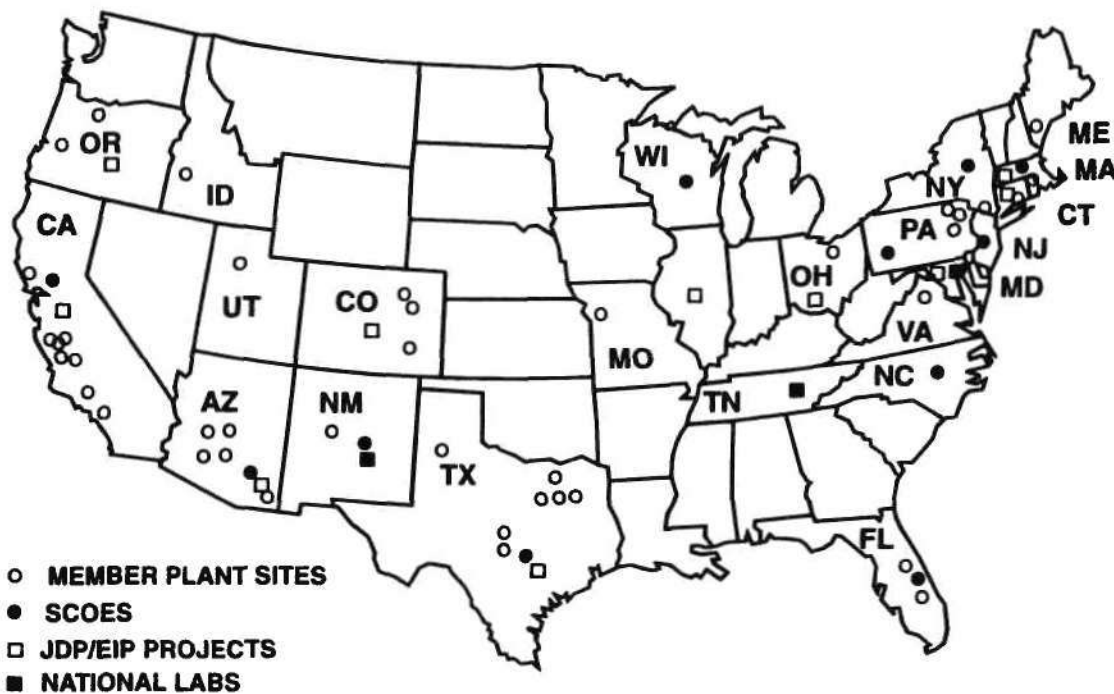 OR
ID
CA
UT
CO
AZ
NM
TX
WI
MO
OH
TN
NY
PA
VA
NC
FL
ME
MA
CT
NJ
MD
MEMBER PLANT SITES
SCOES
JDP/EIP PROJECTS
NATIONAL LABS